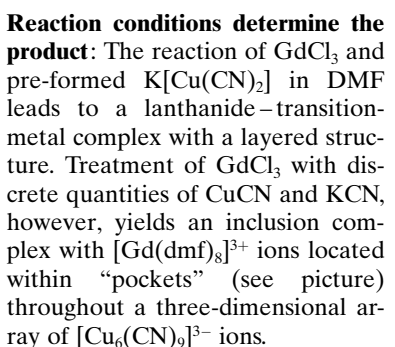 Reaction conditions determine the
product: The reaction of GdCl₃ and
pre-formed K[Cu(CN)₂] in DMF
leads to a lanthanide – transition-
metal complex with a layered struc-
ture. Treatment of GdCl₃ with dis-
crete quantities of CuCN and KCN,
however, yields an inclusion com-
plex with [Gd(dmf)₈]³⁺ ions located
within “pockets” (see picture)
throughout a three-dimensional ar-
ray of [Cu₆(CN)₉]³⁻ ions.